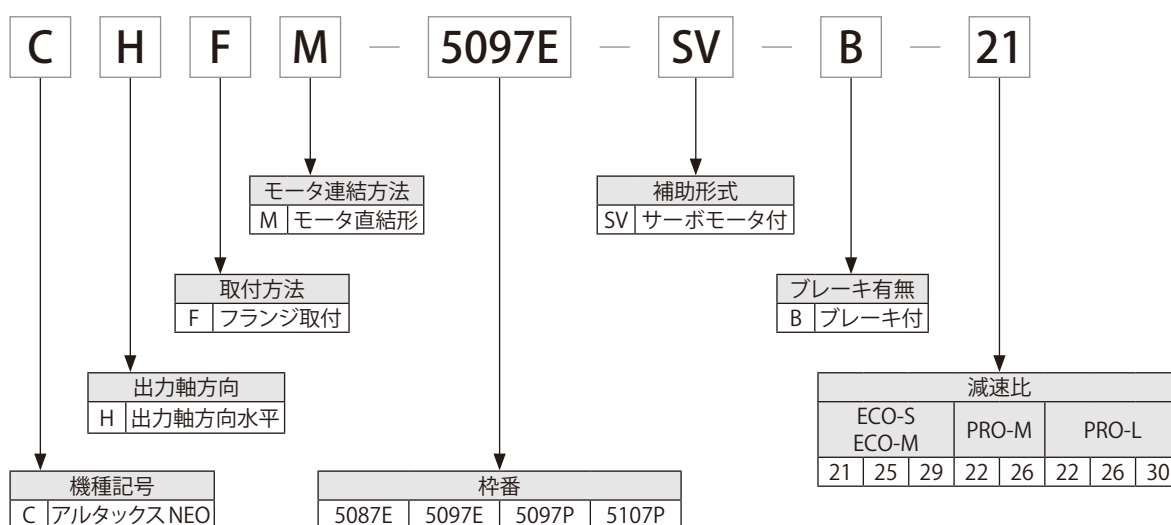 C H F M — 5097E — SV — B — 21
モータ連結方法
M モータ直結形
補助形式
SV サーボモータ付
取付方法
F フランジ取付
ブレーキ有無
B ブレーキ付
出力軸方向
H 出力軸方向水平
減速比
ECO-S
ECO-M
PRO-M PRO-L
21 25 29 22 26 22 26 30
機種記号
C アルタックスNEO
枠番
5087E 5097E 5097P 5107P